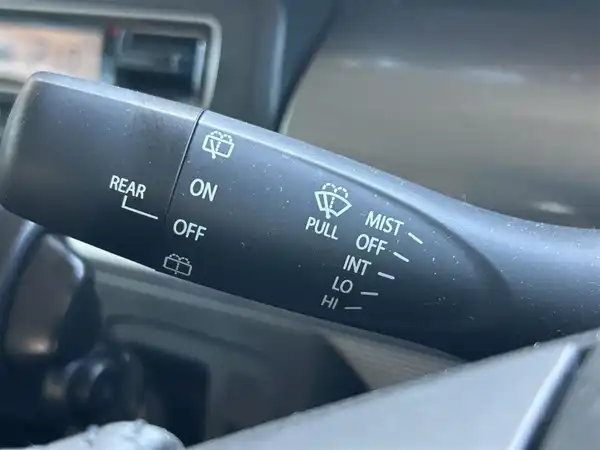 REAR
ON
OFF
PULL
MIST
OFF
INT
LO
HI